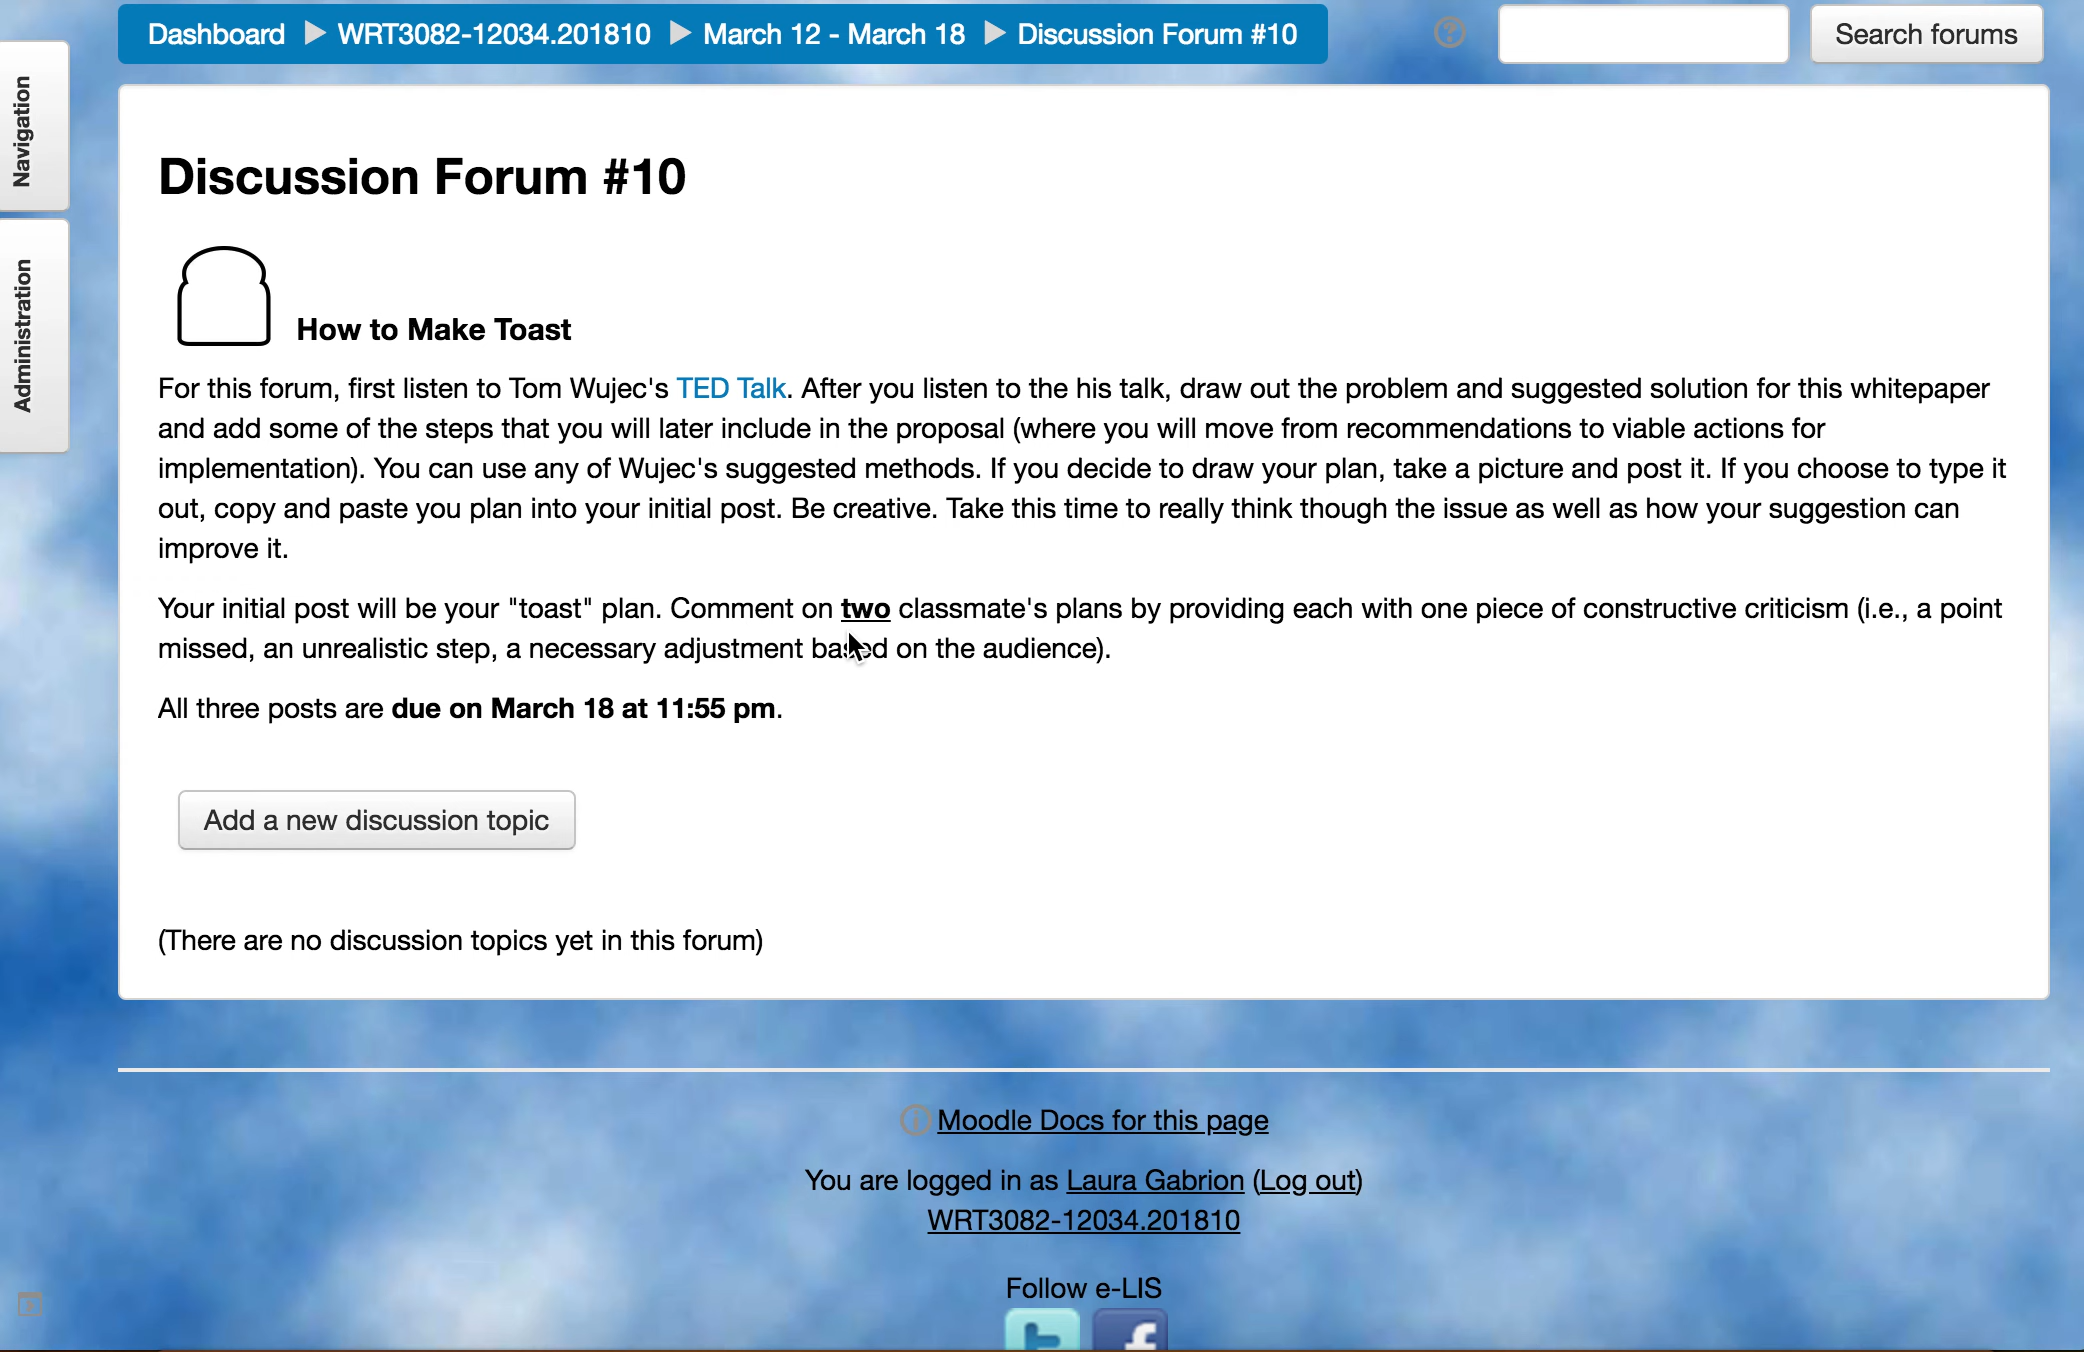 Dashboard ▶ WRT3082-12034.201810 ▶ March 12 - March 18 ▶ Discussion Forum #10
Search forums
Navigation
Administration
Discussion Forum #10
How to Make Toast
For this forum, first listen to Tom Wujec's TED Talk. After you listen to the his talk, draw out the problem and suggested solution for this whitepaper
and add some of the steps that you will later include in the proposal (where you will move from recommendations to viable actions for
implementation). You can use any of Wujec's suggested methods. If you decide to draw your plan, take a picture and post it. If you choose to type it
out, copy and paste you plan into your initial post. Be creative. Take this time to really think though the issue as well as how your suggestion can
improve it.
Your initial post will be your "toast" plan. Comment on two classmate's plans by providing each with one piece of constructive criticism (i.e., a point
missed, an unrealistic step, a necessary adjustment based on the audience).
All three posts are due on March 18 at 11:55 pm.
Add a new discussion topic
(There are no discussion topics yet in this forum)
Moodle Docs for this page
You are logged in as Laura Gabrion (Log out)
WRT3082-12034.201810
Follow e-LIS